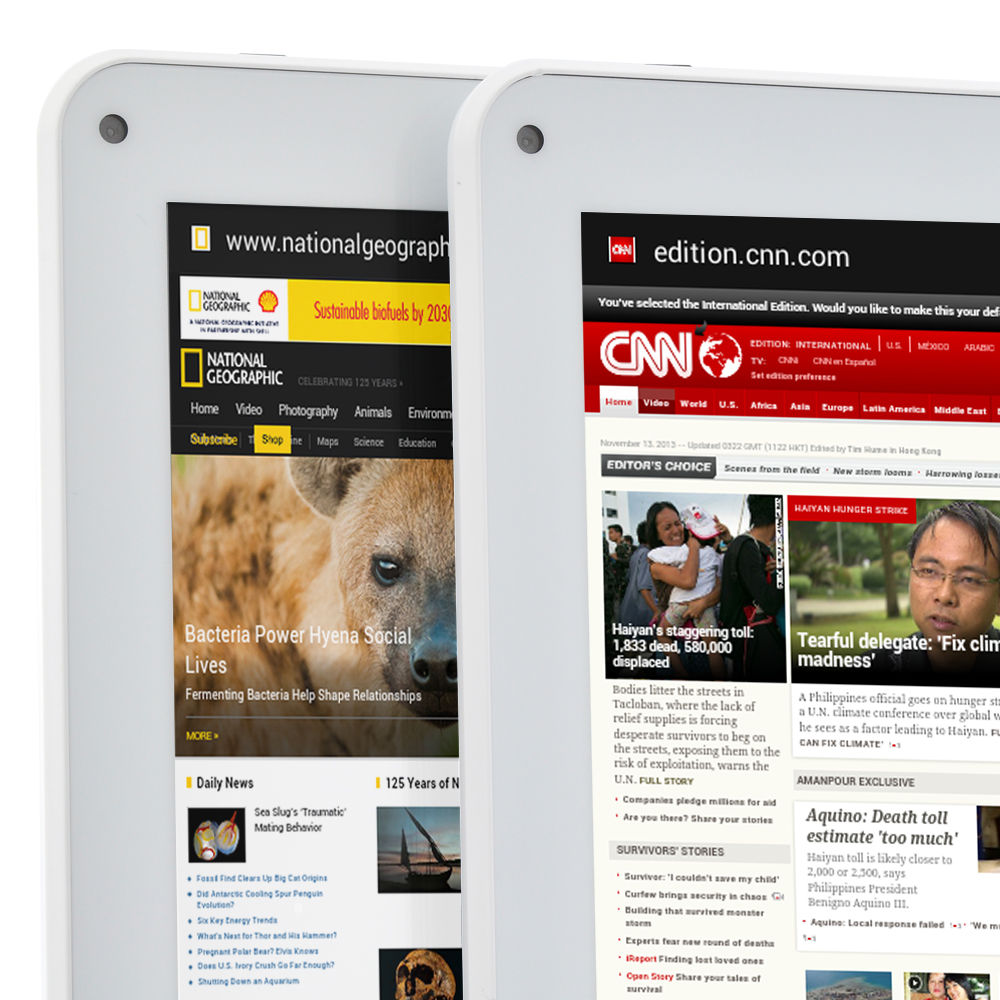 www.nationalgeograph
NATIONAL
GEOGRAPHIC
A NATIONAL GEOGRAPHIC INITIATIVE
IN PARTNERSHIP WITH SHELL
Sustainable biofuels by 2030
NATIONAL
GEOGRAPHIC
CELEBRATING 125 YEARS »
Home Video Photography Animals Environm
Subscribe Shop ine Maps Science Education
Bacteria Power Hyena Social
Lives
Fermenting Bacteria Help Shape Relationships
MORE »
Daily News
Sea Slug's 'Traumatic'
Mating Behavior
Fossil Find Clears Up Big Cat Origins
Did Antarctic Cooling Spur Penguin
Evolution?
Six Key Energy Trends
What's Next for Thor and His Hammer?
Pregnant Polar Bear? Elvis Knows
Does U.S. Ivory Crush Go Far Enough?
Shutting Down an Aquarium
125 Years of N
CNN
edition.cnn.com
You've selected the International Edition. Would you like to make this your def
CNN
EDITION: INTERNATIONAL | U.S. | MÉXICO ARABIC
TV: CNNi CNN en Español
Set edition preference
Home Video World U.S. Africa Asia Europe Latin America Middle East
November 13, 2013 -- Updated 0322 GMT (1122 HKT) Edited by Tim Hume in Hong Kong
EDITOR'S CHOICE Scenes from the field · New storm looms · Harrowing losse
Haiyan's staggering toll:
1,833 dead, 580,000
displaced
Bodies litter the streets in
Tacloban, where the lack of
relief supplies is forcing
desperate survivors to beg on
the streets, exposing them to the
risk of exploitation, warns the
U.N. FULL STORY
Companies pledge millions for aid
Are you there? Share your stories
SURVIVORS' STORIES
Survivor: 'I couldn't save my child'
Curfew brings security in chaos
Building that survived monster
storm
Experts fear new round of deaths
iReport Finding lost loved ones
Open Story Share your tales of
survival
HAIYAN HUNGER STRIKE
Tearful delegate: 'Fix clim
madness'
A Philippines official goes on hunger st
a U.N. climate conference over global w
he sees as a factor leading to Haiyan. FU
CAN FIX CLIMATE'
AMANPOUR EXCLUSIVE
Aquino: Death toll
estimate 'too much'
Haiyan toll is likely closer to
2,000 or 2,500, says
Philippines President
Benigno Aquino III.
Aquino: Local response failed · "We m